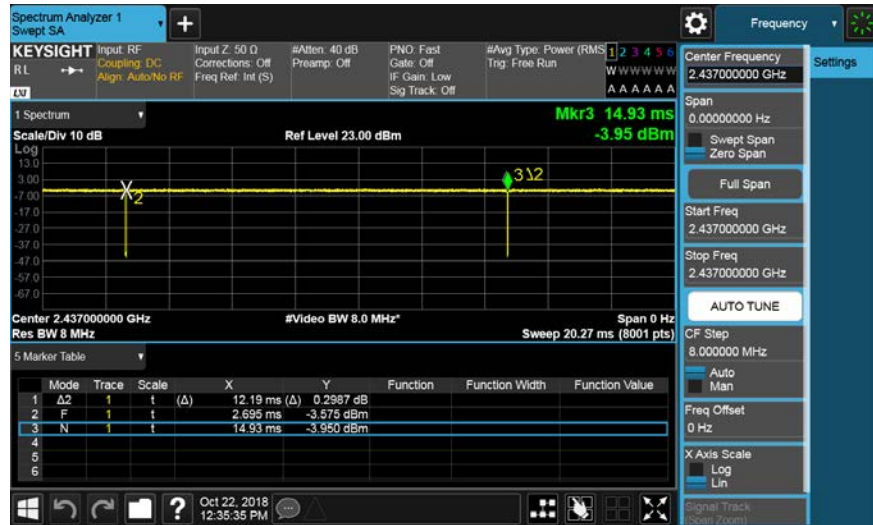 Spectrum Analyzer 1
Swept SA
Frequency
KEYSIGHT
RL
LXI
Input: RF
Coupling: DC
Align: Auto/No RF
Input Z: 50 Ω
Corrections: Off
Freq Ref: Int (S)
#Atten: 40 dB
Preamp: Off
PNO: Fast
Gate: Off
IF Gain: Low
Sig Track: Off
#Avg Type: Power (RMS
Trig: Free Run
1 2 3 4 5 6
W W W W W W
A A A A A A
1 Spectrum
Mkr3 14.93 ms
Scale/Div 10 dB
Ref Level 23.00 dBm
-3.95 dBm
Log
13.0
3.00
-7.00
-17.0
-27.0
-37.0
-47.0
-57.0
-67.0
2
3
Δ2
Center 2.437000000 GHz
#Video BW 8.0 MHz*
Span 0 Hz
Res BW 8 MHz
Sweep 20.27 ms (8001 pts)
5 Marker Table
Mode Trace Scale X Y Function Function Width Function Value
1 Δ2 1 t (Δ) 12.19 ms (Δ) 0.2987 dB
2 F 1 t 2.695 ms -3.575 dBm
3 N 1 t 14.93 ms -3.950 dBm
4
5
6
?
Oct 22, 2018
12:35:35 PM
Center Frequency
2.437000000 GHz
Span
0.00000000 Hz
Swept Span
Zero Span
Full Span
Start Freq
2.437000000 GHz
Stop Freq
2.437000000 GHz
AUTO TUNE
CF Step
8.000000 MHz
Auto
Man
Freq Offset
0 Hz
X Axis Scale
Log
Lin
Signal Track
(Span Zoom)
Settings